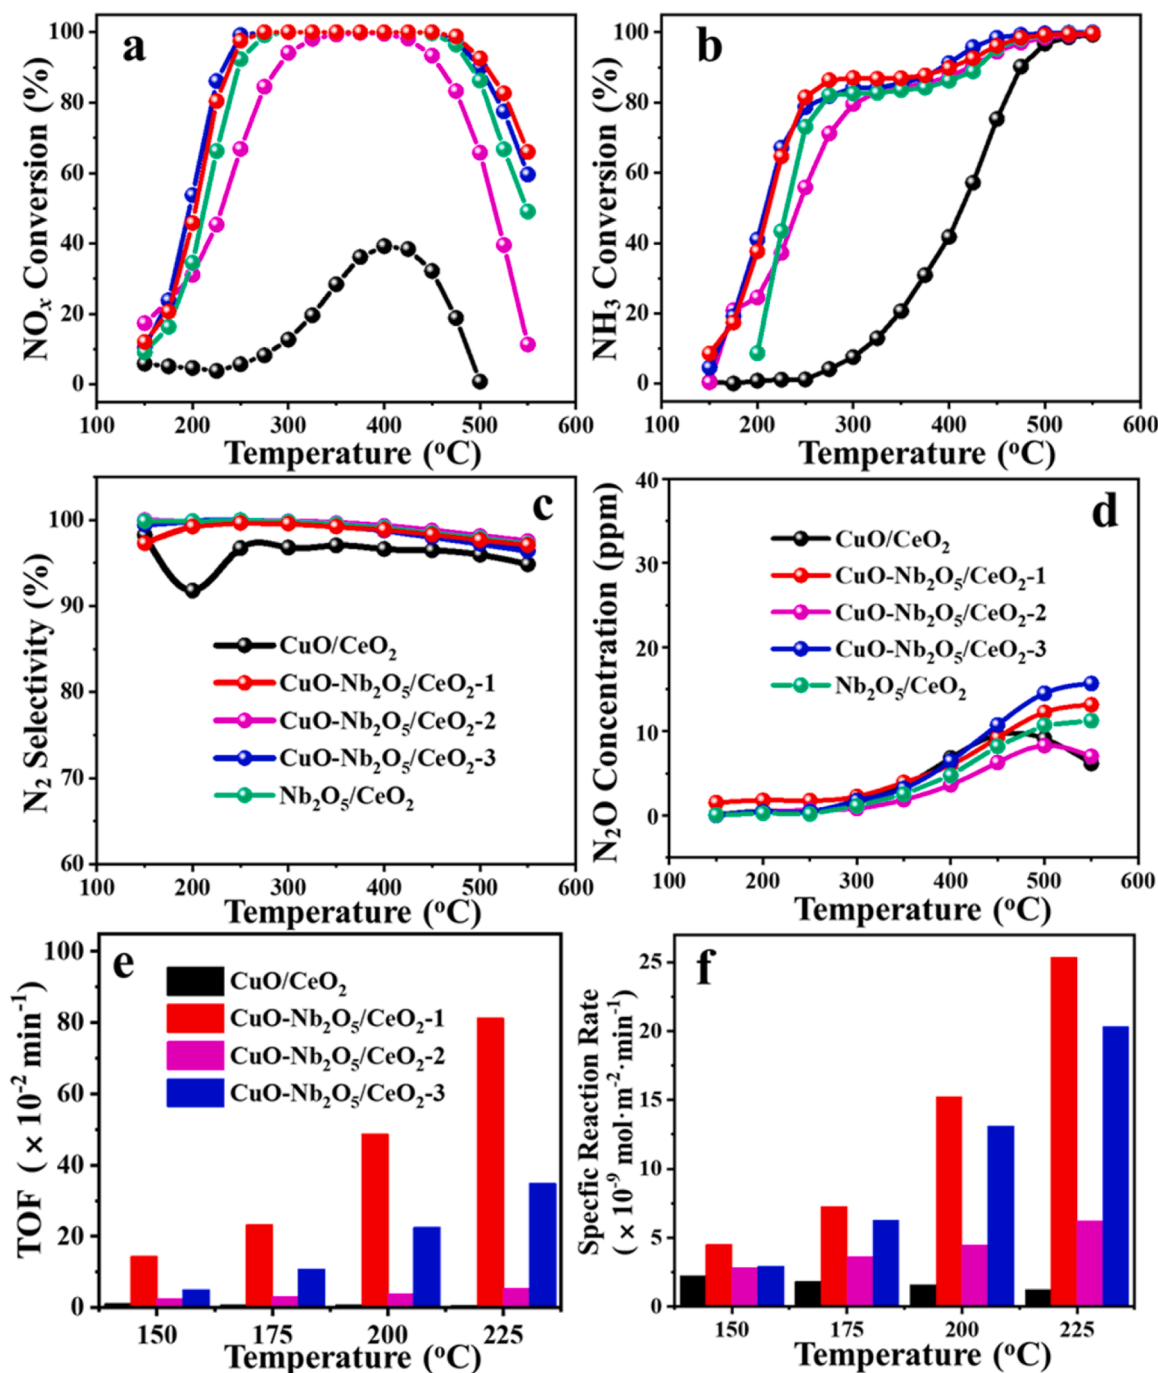 a
NOx Conversion (%)
100
80
60
40
20
0
100 200 300 400 500 600
Temperature (oC)
b
NH3 Conversion (%)
100
80
60
40
20
0
100 200 300 400 500 600
Temperature (oC)
c
N2 Selectivity (%)
100
90
80
70
60
CuO/CeO2
CuO-Nb2O5/CeO2-1
CuO-Nb2O5/CeO2-2
CuO-Nb2O5/CeO2-3
Nb2O5/CeO2
100 200 300 400 500 600
Temperature (oC)
d
N2O Concentration (ppm)
40
30
20
10
0
CuO/CeO2
CuO-Nb2O5/CeO2-1
CuO-Nb2O5/CeO2-2
CuO-Nb2O5/CeO2-3
Nb2O5/CeO2
100 200 300 400 500 600
Temperature (oC)
e
TOF ( × 10-2 min-1)
100
80
60
40
20
0
CuO/CeO2
CuO-Nb2O5/CeO2-1
CuO-Nb2O5/CeO2-2
CuO-Nb2O5/CeO2-3
150 175 200 225
Temperature (oC)
f
Specfic Reaction Rate
( × 10-9 mol·m-2·min-1)
25
20
15
10
5
0
150 175 200 225
Temperature (oC)